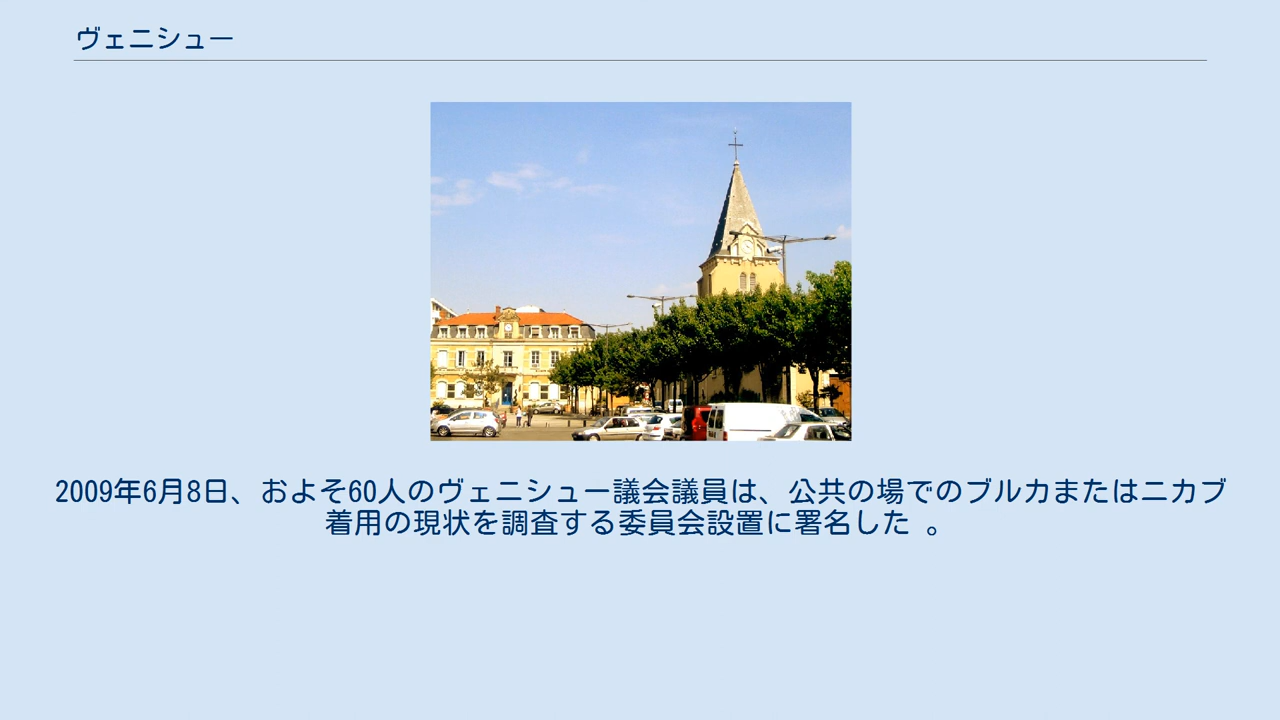 ヴェニシュー
2009年6月8日、およそ60人のヴェニシュー議会議員は、公共の場でのブルカまたはニカブ
着用の現状を調査する委員会設置に署名した 。